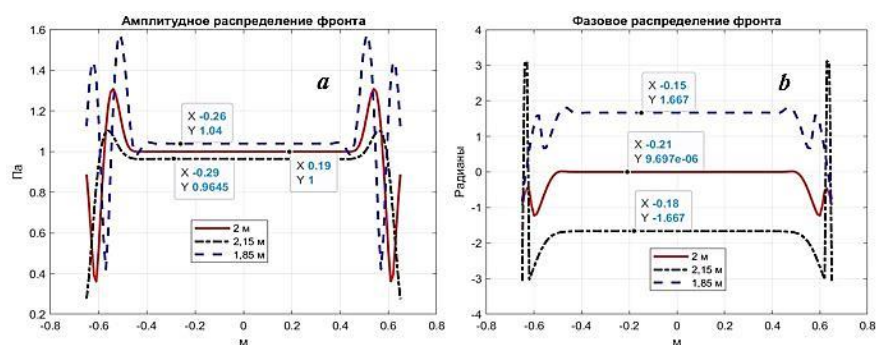 Амплитудное распределение фронта
1.6
1.4
1.2
1
0.8
0.6
0.4
0.2
Па
a
X -0.26
Y 1.04
X -0.29
Y 0.9645
X 0.19
Y 1
2 м
2,15 м
1,85 м
-0.8
-0.6
-0.4
-0.2
0
0.2
0.4
0.6
0.8
м
Фазовое распределение фронта
4
3
2
1
0
-1
-2
-3
-4
Радианы
b
X -0.15
Y 1.667
X -0.21
Y 9.697e-06
X -0.18
Y -1.667
2 м
2,15 м
1,85 м
-0.8
-0.6
-0.4
-0.2
0
0.2
0.4
0.6
0.8
м